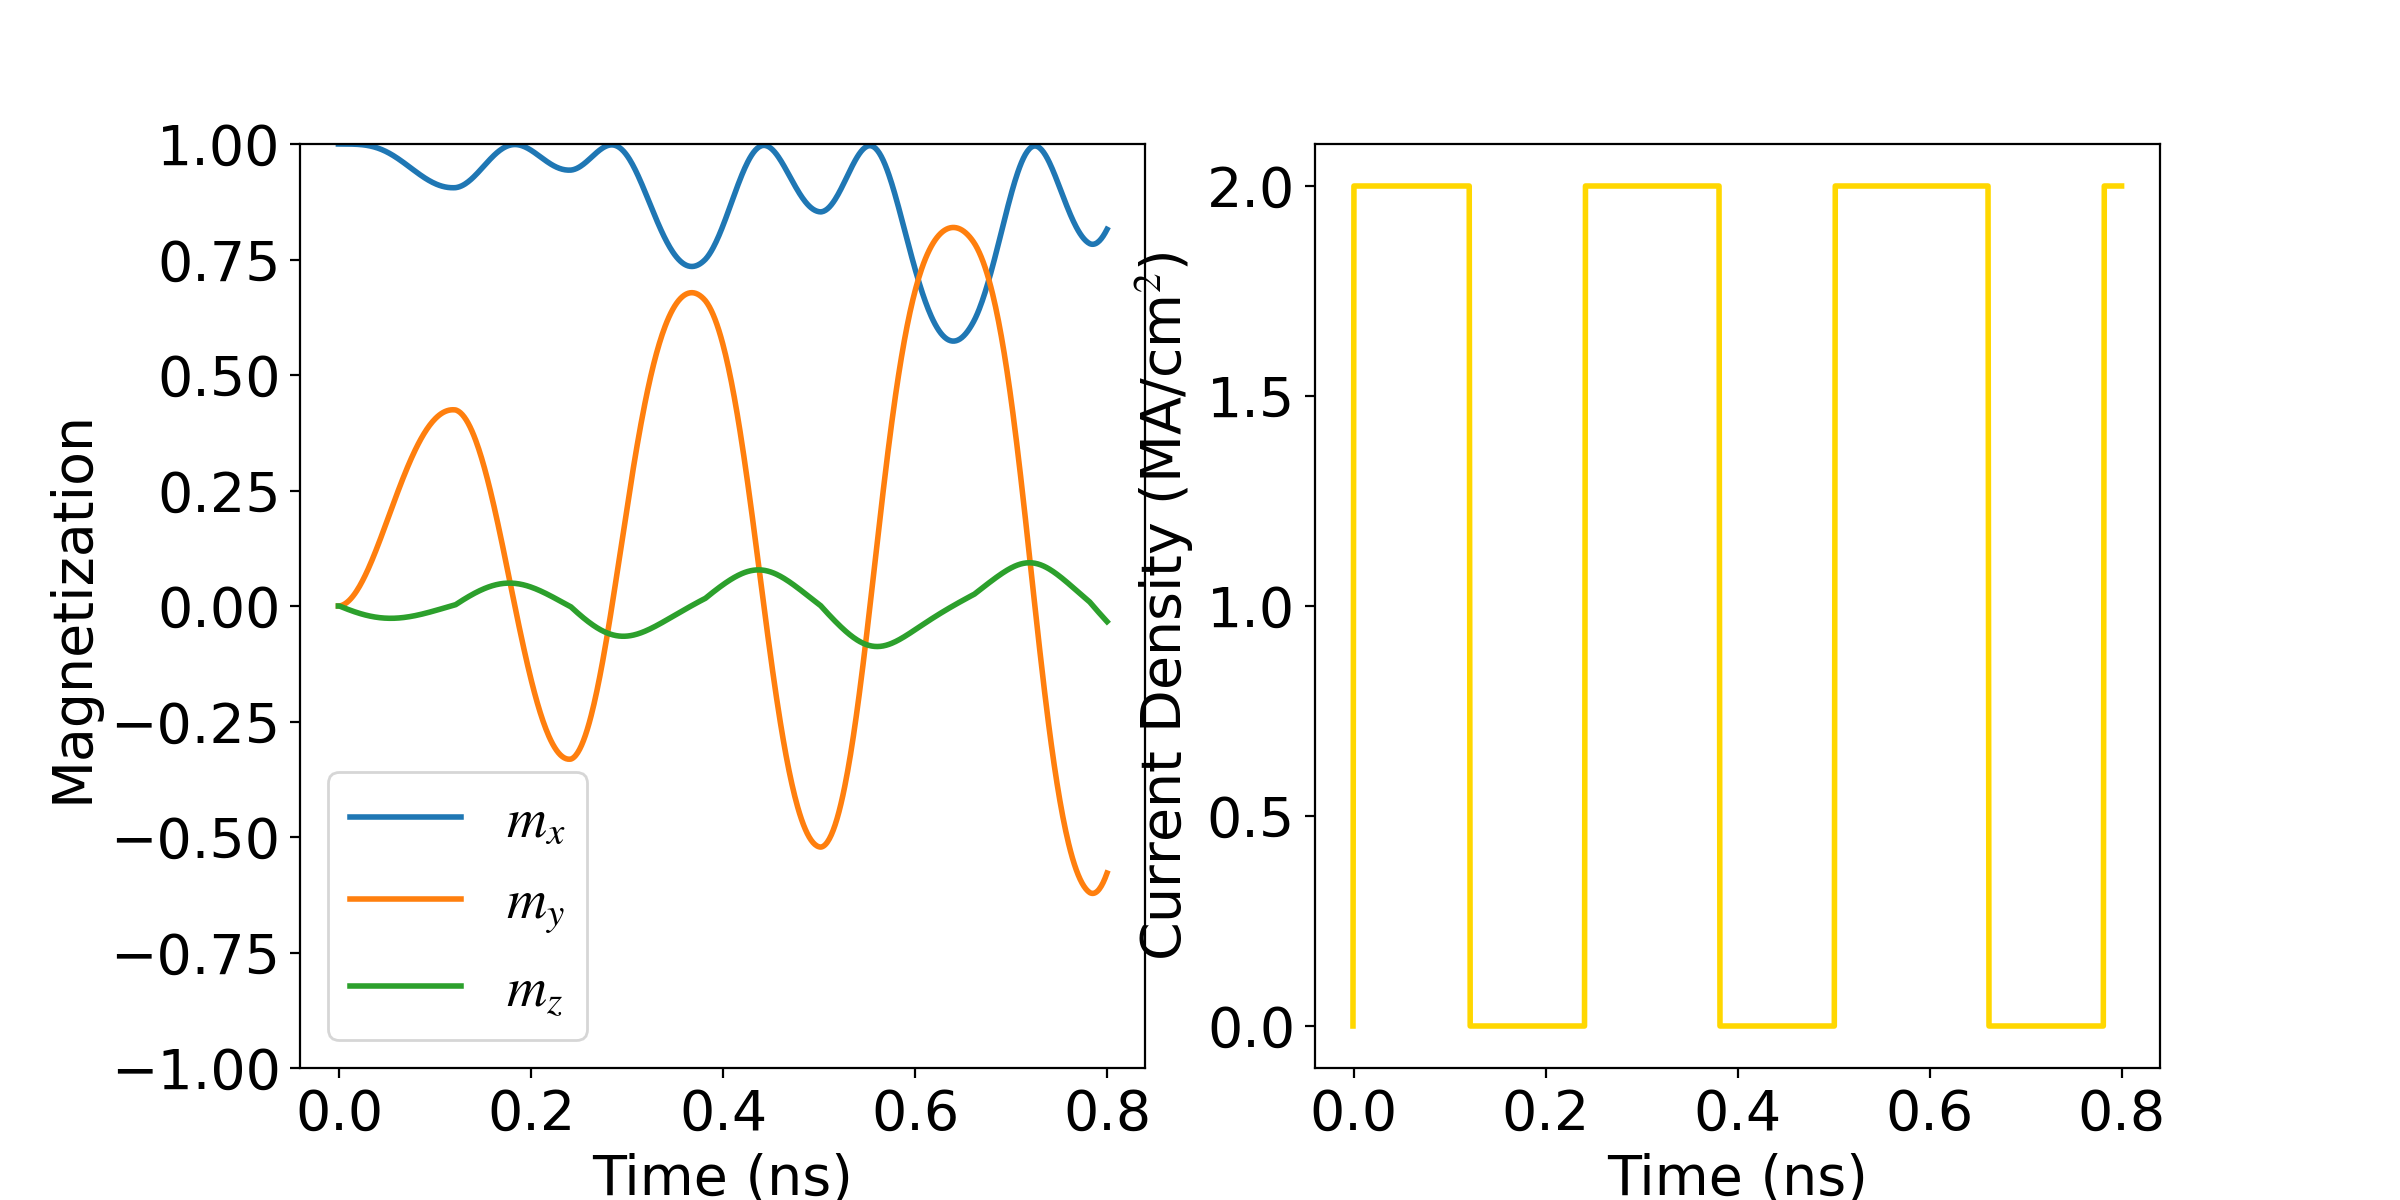 Magnetization
1.00
0.75
0.50
0.25
0.00
−0.25
−0.50
−0.75
−1.00
m_x
m_y
m_z
0.0 0.2 0.4 0.6 0.8
Time (ns)
Current Density (MA/cm²)
2.0
1.5
1.0
0.5
0.0
0.0 0.2 0.4 0.6 0.8
Time (ns)